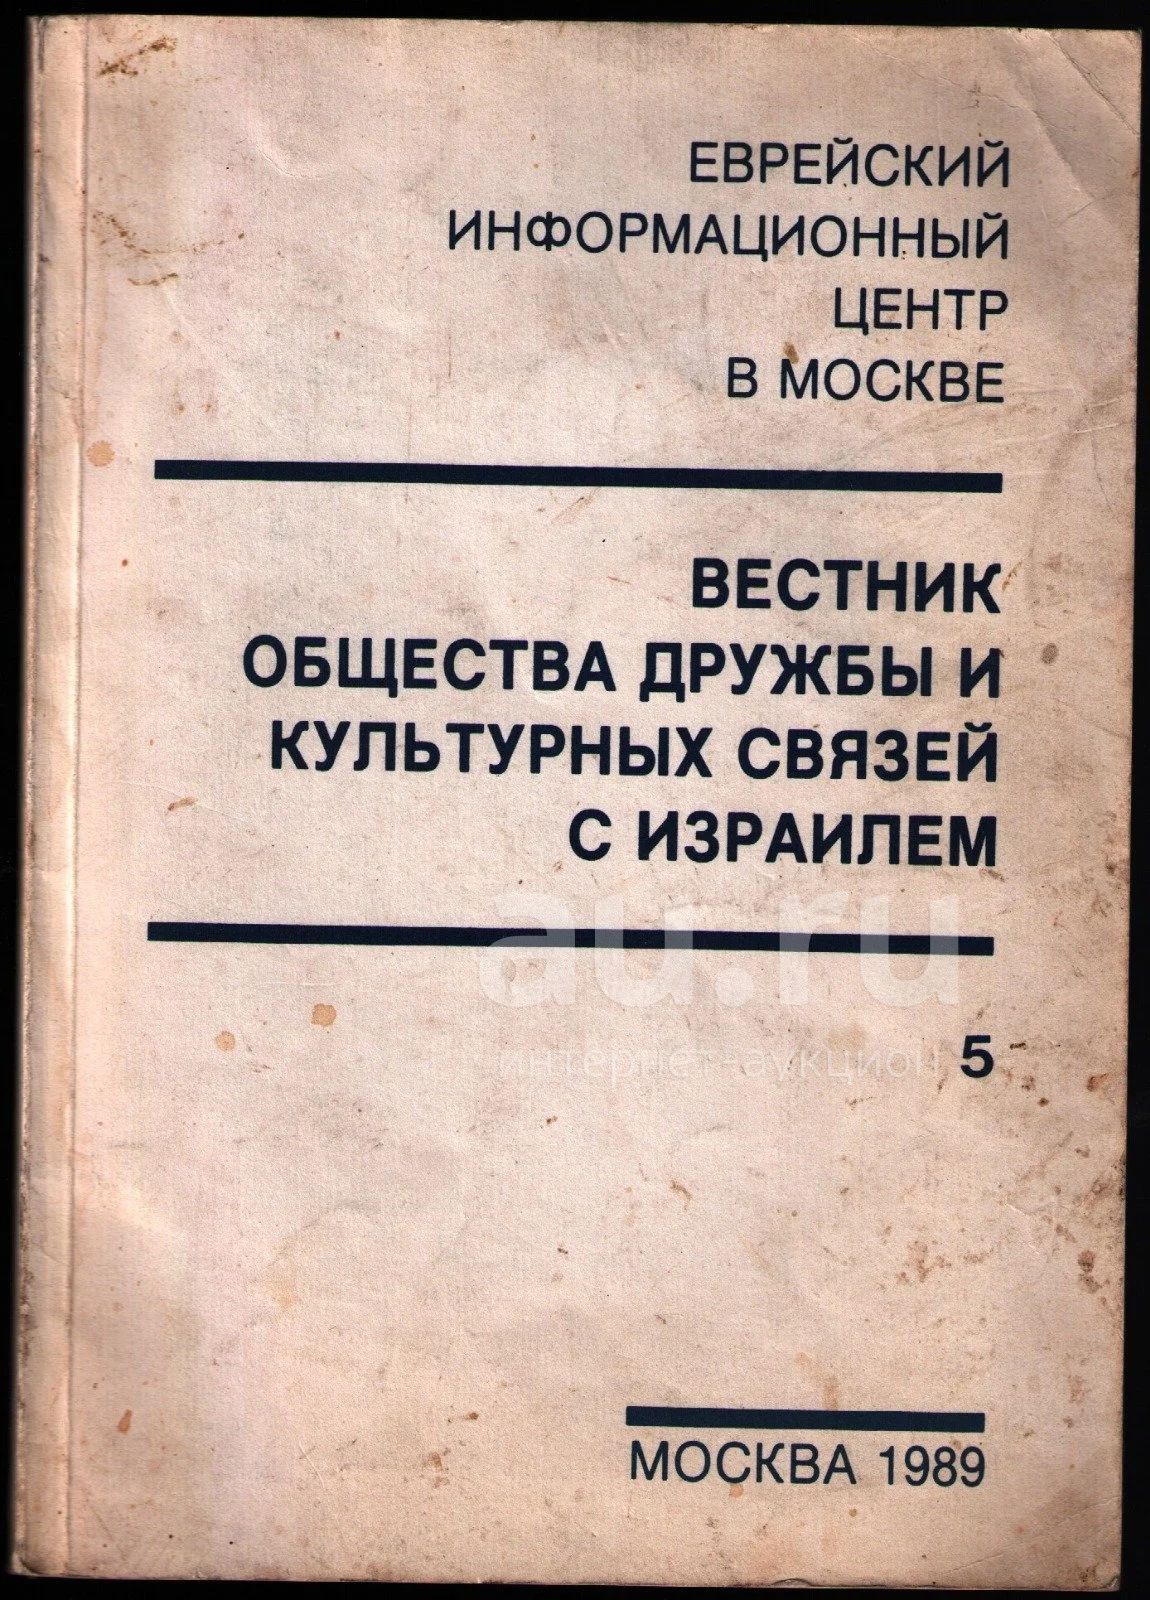 ЕВРЕЙСКИЙ
ИНФОРМАЦИОННЫЙ
ЦЕНТР
В МОСКВЕ
ВЕСТНИК
ОБЩЕСТВА ДРУЖБЫ И
КУЛЬТУРНЫХ СВЯЗЕЙ
С ИЗРАИЛЕМ
au.ru
интернет-аукцион
5
МОСКВА 1989